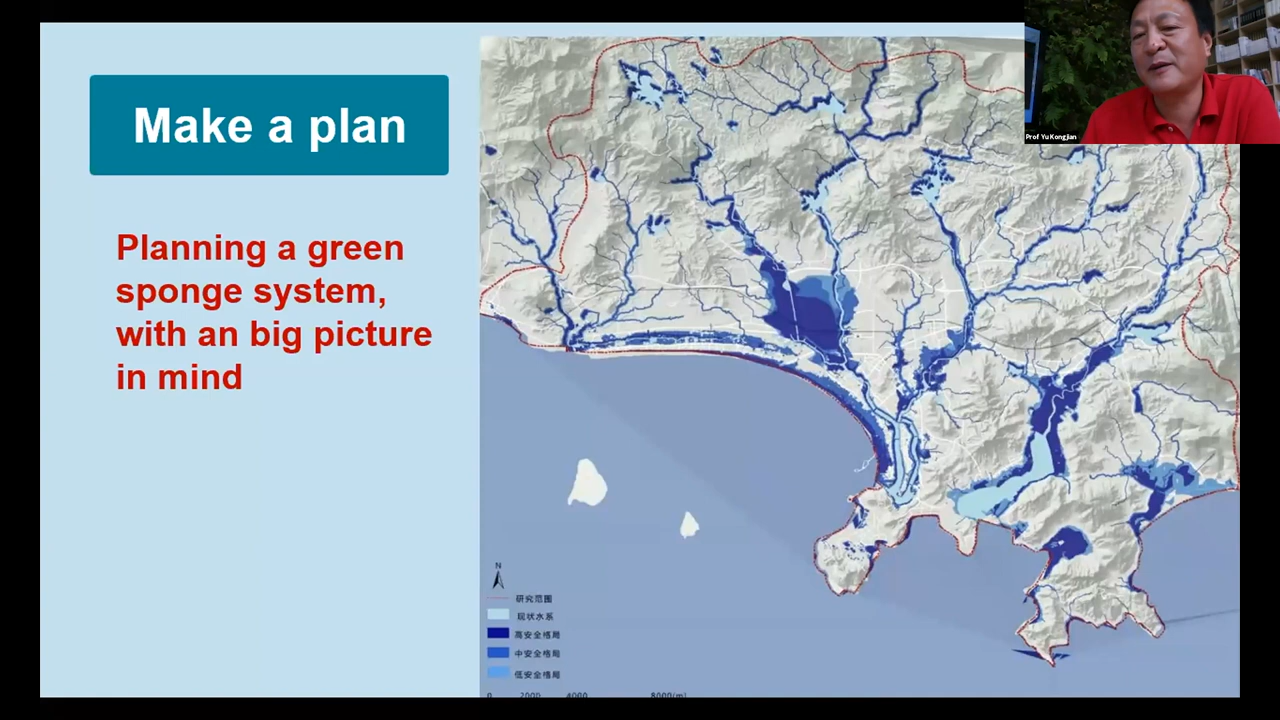 Make a plan
Planning a green
sponge system,
with an big picture
in mind
Prof Yu Kongjian
N
研究范围
现状水系
高安全格局
中安全格局
低安全格局
0 2000 4000 8000(m)